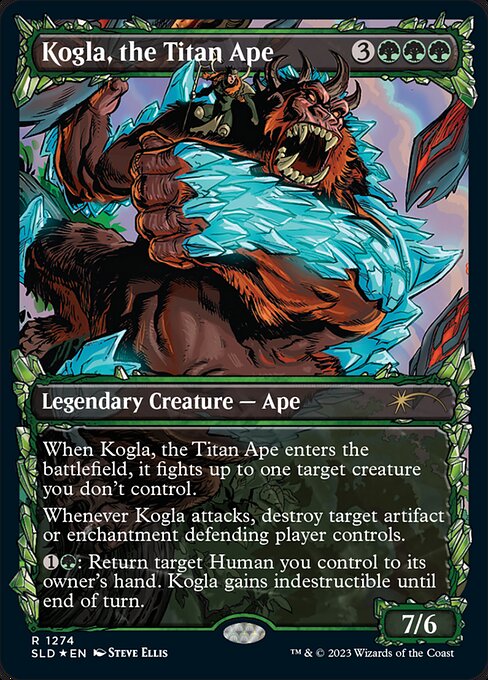 Kogla, the Titan Ape 3
Legendary Creature — Ape
When Kogla, the Titan Ape enters the
battlefield, it fights up to one target creature
you don't control.
Whenever Kogla attacks, destroy target artifact
or enchantment defending player controls.
1: Return target Human you control to its
owner's hand. Kogla gains indestructible until
end of turn.
7/6
R 1274
SLD ★ EN Steve Ellis
™ & © 2023 Wizards of the Coast